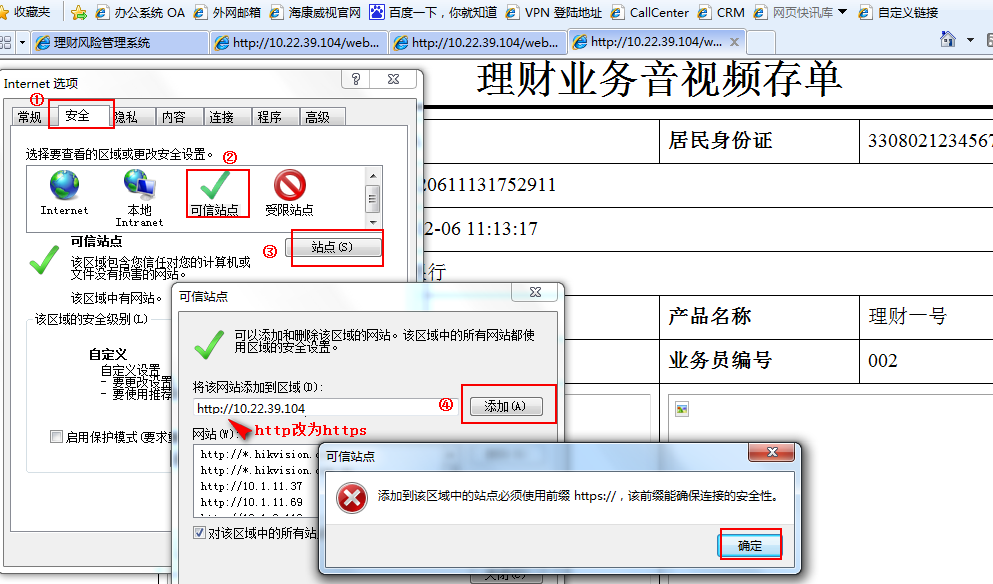 收藏夹 办公系统 OA 外网邮箱 海康威视官网 百度一下，你就知道 VPN 登陆地址 CallCenter CRM 网页快讯库 自定义链接
理财风险管理系统 http://10.22.39.104/web... http://10.22.39.104/web... http://10.22.39.104/w...
理财业务音视频存单
Internet 选项
①
常规 安全 隐私 内容 连接 程序 高级
居民身份证 3308021234567
选择要查看的区域或更改安全设置。 ②
20611131752911
Internet 本地 Intranet 可信站点 受限站点
2-06 11:13:17
可信站点 ③ 站点(S)
该区域包含您信任对您的计算机或
文件没有损害的网站。
行
该区域中有网站。
可信站点
该区域的安全级别(L)
产品名称 理财一号
可以添加和删除该区域的网站。该区域中的所有网站都使
用区域的安全设置。
自定义
业务员编号 002
自定义设置
- 要更改设置
- 要使用推荐
将该网站添加到区域(D):
http://10.22.39.104 ④ 添加(A)
http改为https
启用保护模式(要求重
网站(W):
http://*.hikvision.
http://*.hikvision.
http://10.1.11.37
http://10.1.11.69
可信站点
添加到该区域中的站点必须使用前缀 https://，该前缀能确保连接的安全性。
对该区域中的所有站
确定
关闭(C)